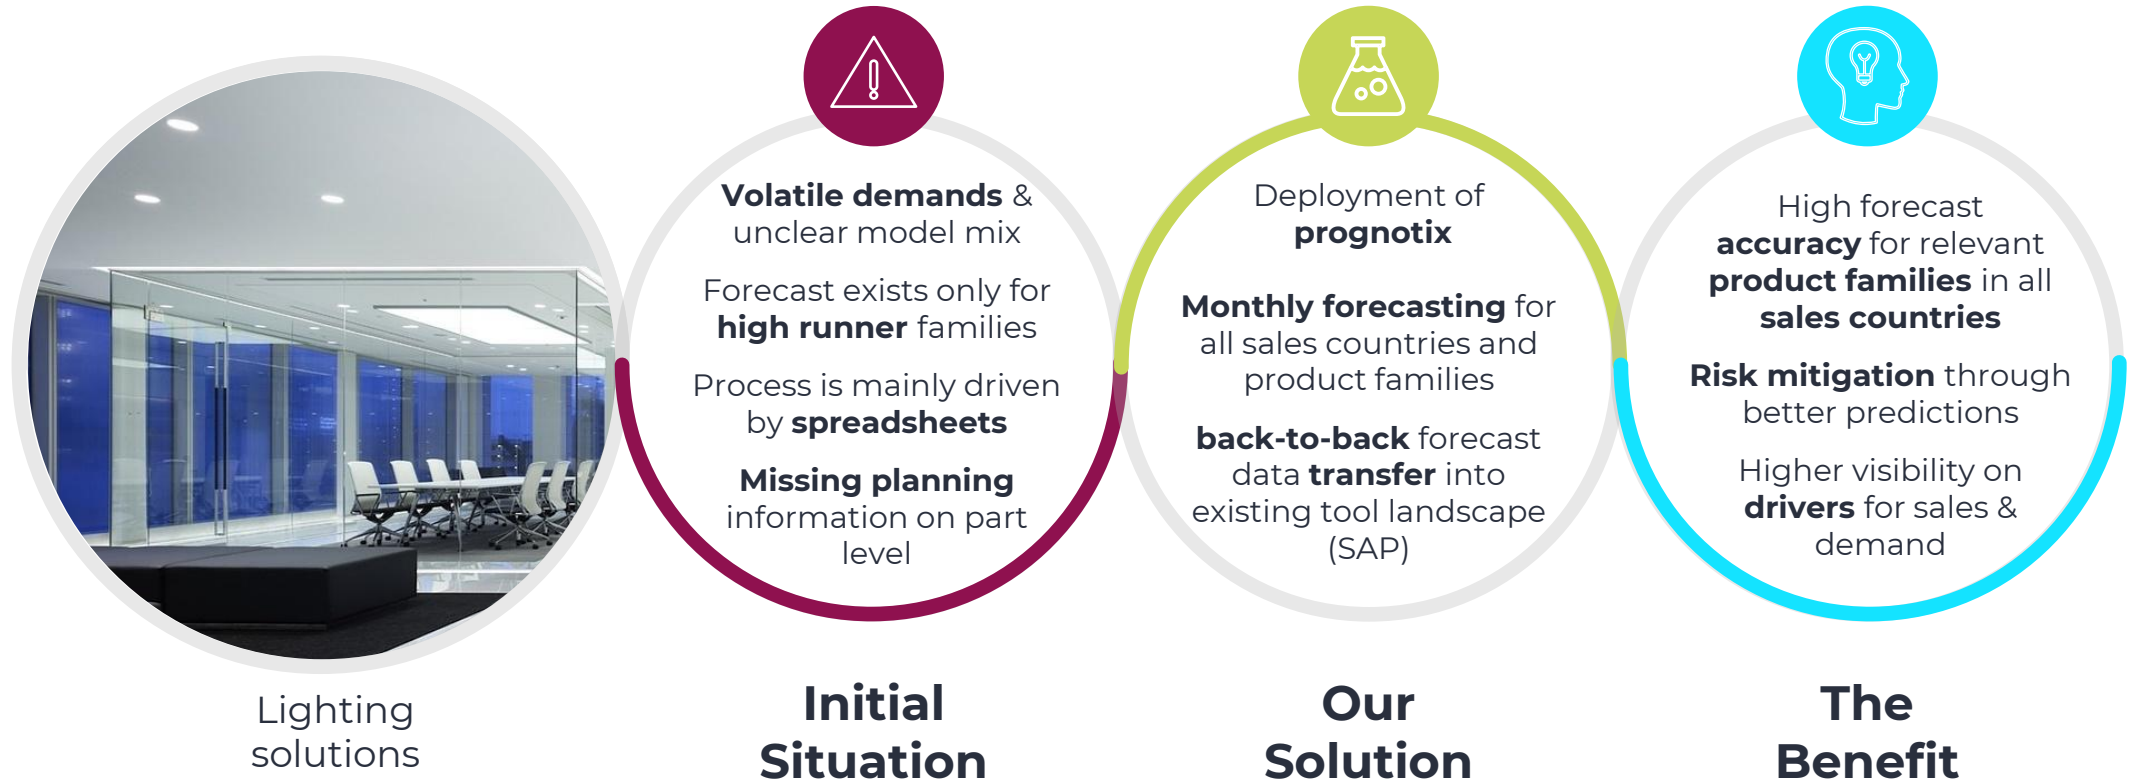 Lighting
solutions
Volatile demands &
unclear model mix
Forecast exists only for
high runner families
Process is mainly driven
by spreadsheets
Missing planning
information on part
level
Initial
Situation
Deployment of
prognotix
Monthly forecasting for
all sales countries and
product families
back-to-back forecast
data transfer into
existing tool landscape
(SAP)
Our
Solution
High forecast
accuracy for relevant
product families in all
sales countries
Risk mitigation through
better predictions
Higher visibility on
drivers for sales &
demand
The
Benefit